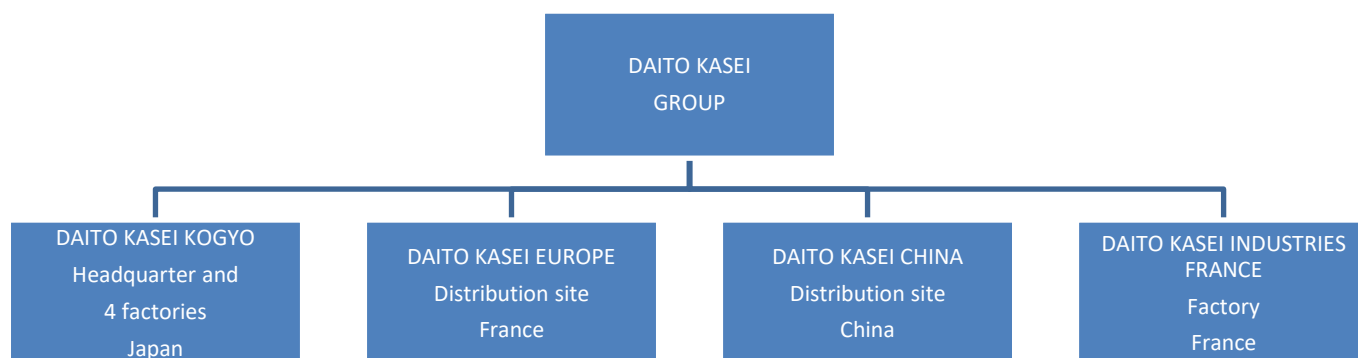 DAITO KASEI
GROUP
DAITO KASEI KOGYO
Headquarter and
4 factories
Japan
DAITO KASEI EUROPE
Distribution site
France
DAITO KASEI CHINA
Distribution site
China
DAITO KASEI INDUSTRIES
FRANCE
Factory
France